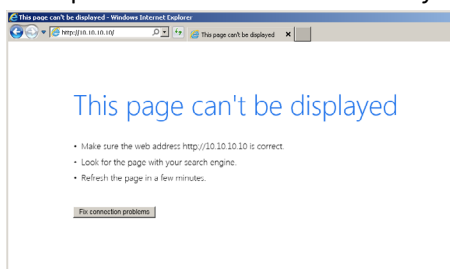 This page can't be displayed - Windows Internet Explorer
http://10.10.10.10/
This page can't be displayed
This page can't be displayed
• Make sure the web address http://10.10.10.10 is correct.
• Look for the page with your search engine.
• Refresh the page in a few minutes.
Fix connection problems